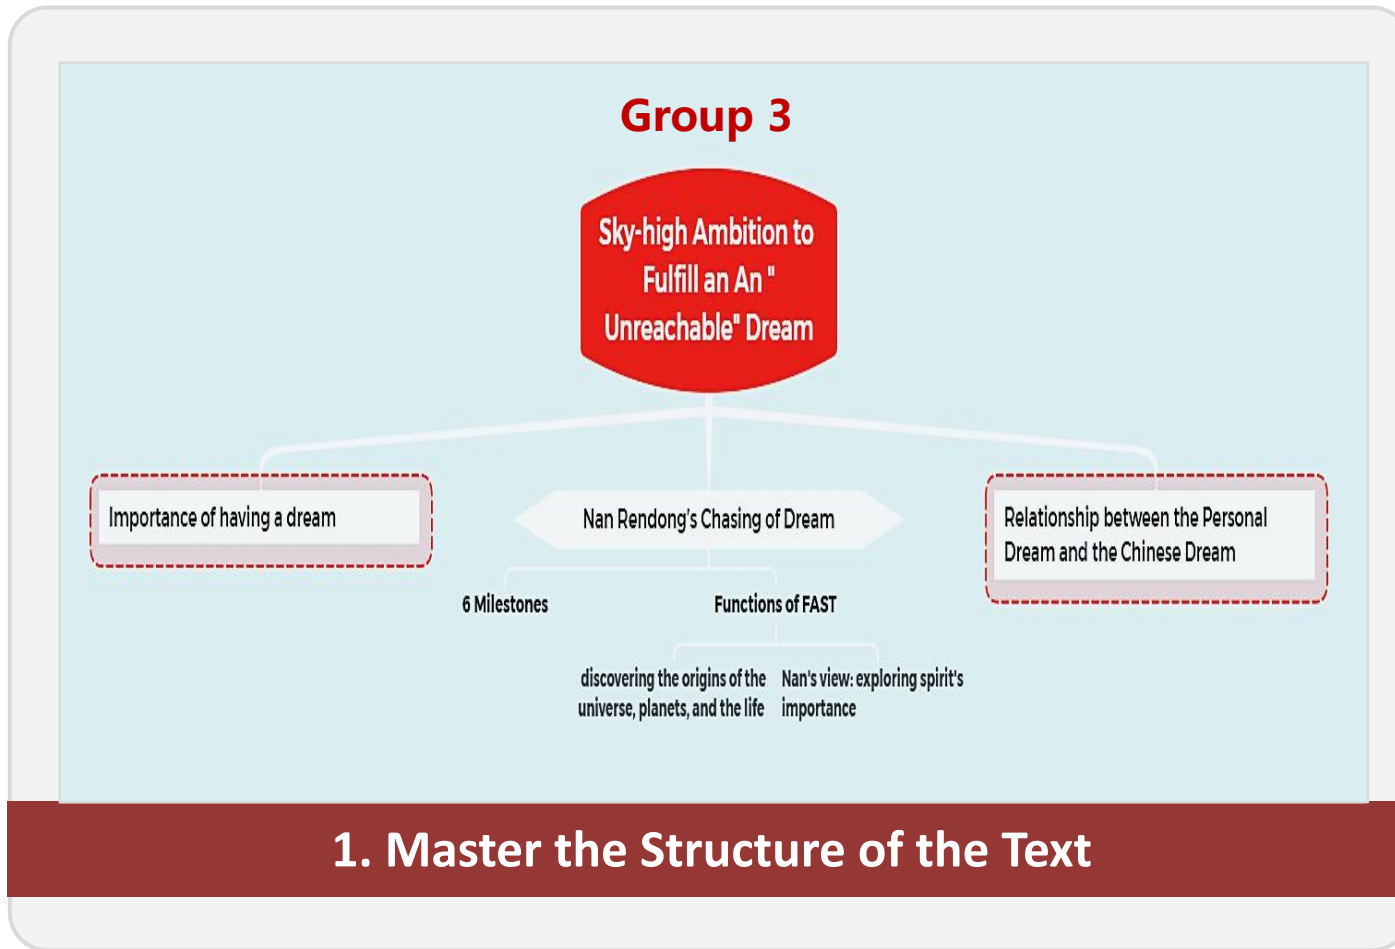 Group 3
Sky-high Ambition to
Fulfill an An "
Unreachable" Dream
Importance of having a dream
Nan Rendong's Chasing of Dream
Relationship between the Personal
Dream and the Chinese Dream
6 Milestones
Functions of FAST
discovering the origins of the
universe, planets, and the life
Nan's view: exploring spirit's
importance
1. Master the Structure of the Text